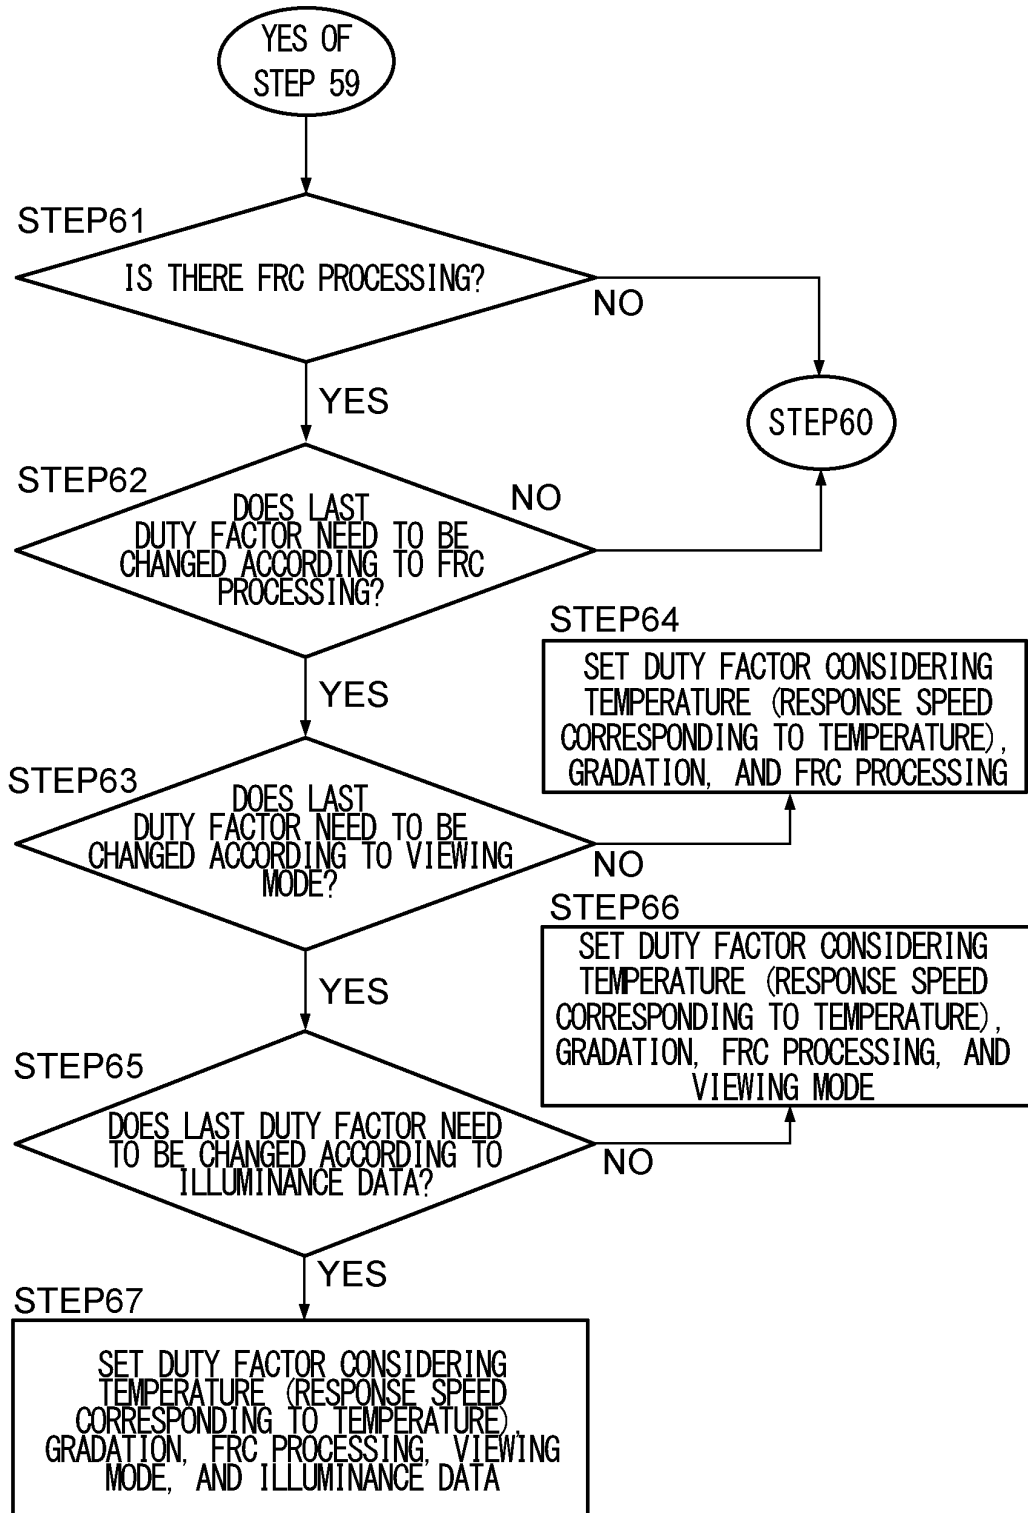 YES OF
STEP 59
STEP61
IS THERE FRC PROCESSING?
NO
YES
STEP60
STEP62
NO
DOES LAST
DUTY FACTOR NEED TO BE
CHANGED ACCORDING TO FRC
PROCESSING?
YES
STEP64
SET DUTY FACTOR CONSIDERING
TEMPERATURE (RESPONSE SPEED
CORRESPONDING TO TEMPERATURE),
GRADATION, AND FRC PROCESSING
STEP63
DOES LAST
DUTY FACTOR NEED TO BE
CHANGED ACCORDING TO VIEWING
MODE?
NO
YES
STEP66
SET DUTY FACTOR CONSIDERING
TEMPERATURE (RESPONSE SPEED
CORRESPONDING TO TEMPERATURE),
GRADATION, FRC PROCESSING, AND
VIEWING MODE
STEP65
DOES LAST DUTY FACTOR NEED
TO BE CHANGED ACCORDING TO
ILLUMINANCE DATA?
NO
YES
STEP67
SET DUTY FACTOR CONSIDERING
TEMPERATURE (RESPONSE SPEED
CORRESPONDING TO TEMPERATURE),
GRADATION, FRC PROCESSING, VIEWING
MODE, AND ILLUMINANCE DATA